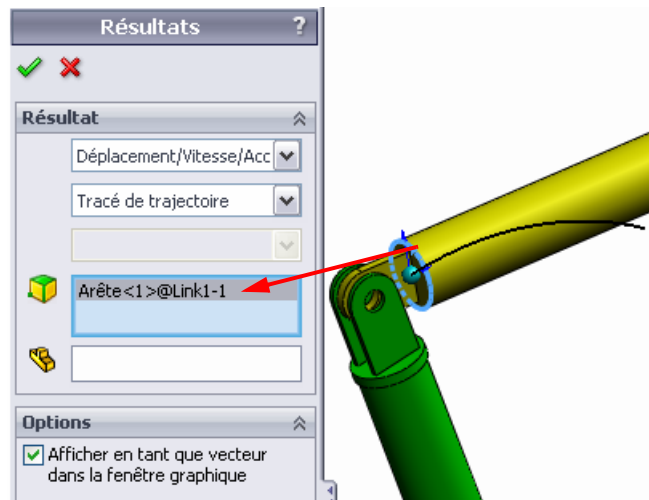 Résultats ?
Résultat
Déplacement/Vitesse/Acc
Tracé de trajectoire
Arête<1>@Link1-1
Options
Afficher en tant que vecteur
dans la fenêtre graphique